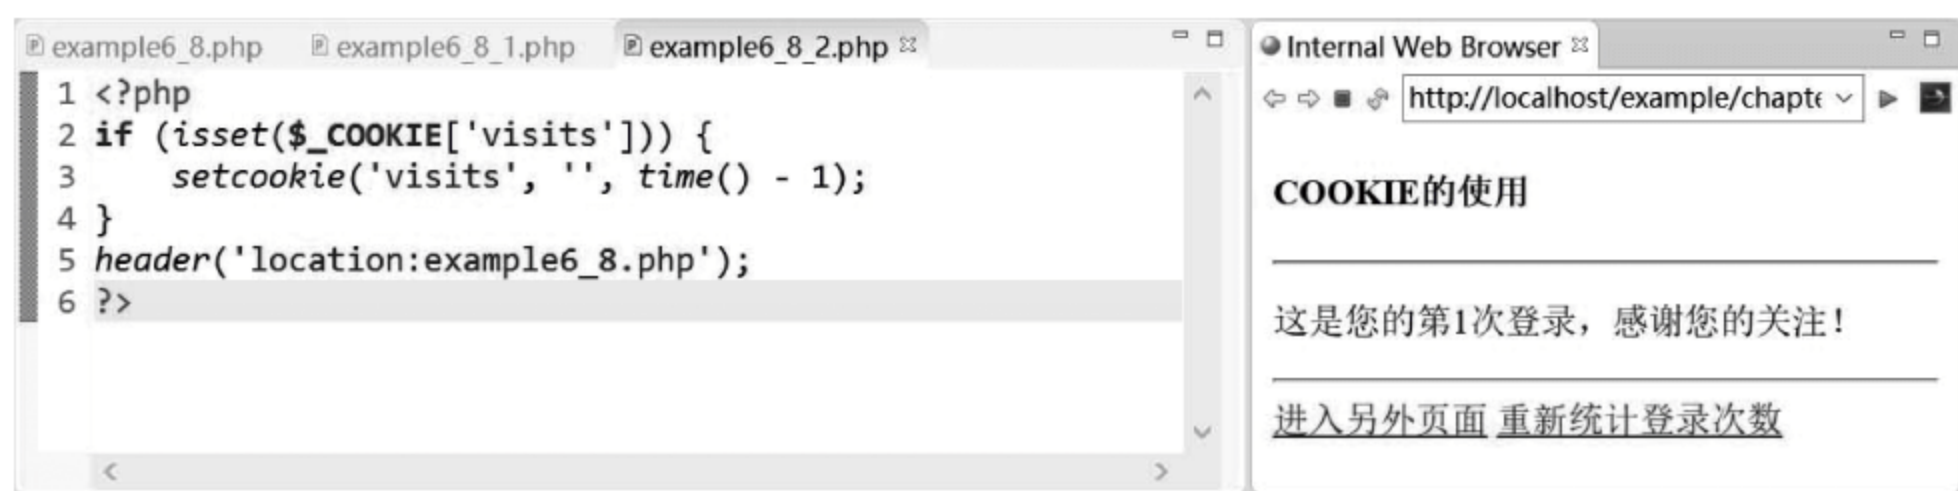 example6_8.php example6_8_1.php example6_8_2.php
1 <?php
2 if (isset($_COOKIE['visits'])) {
3     setcookie('visits', '', time() - 1);
4 }
5 header('location:example6_8.php');
6 ?>
Internal Web Browser
http://localhost/example/chapte
COOKIE的使用
这是您的第1次登录，感谢您的关注！
进入另外页面 重新统计登录次数